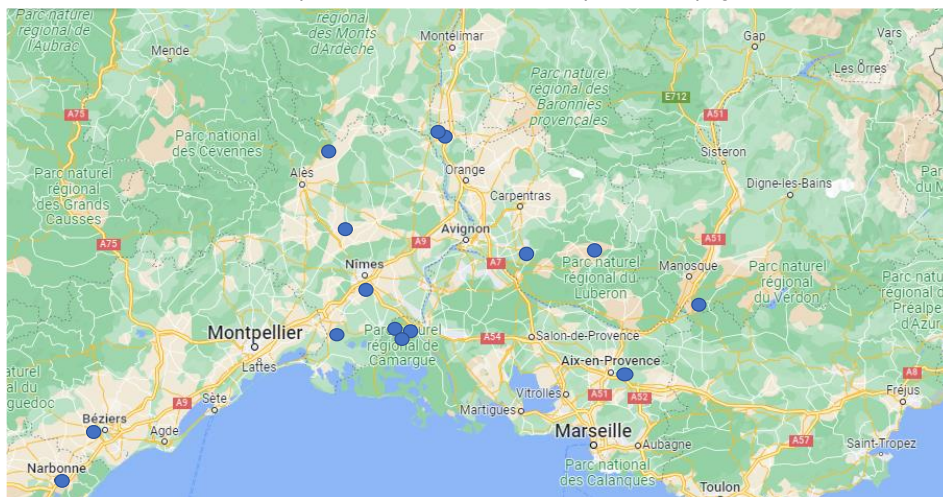 Parc naturel
régional de
l'Aubrac
Mende
régional
des Monts
d'Ardèche
Montélimar
Gap
Vars
Les Orres
Parc naturel
régional des
Baronnies
provençales
E712
A75
A51
Parc national
des Cévennes
Sisteron
Alès
Orange
Digne-les-Bains
Parc naturel
régional
des Grands
Causses
Carpentras
Avignon
A75
A9
A51
A7
Nîmes
Parc naturel
régional du
Luberon
Manosque
Parc naturel
régional
du Verdon
Montpellier
Lattes
Parc naturel
régional de
Camargue
A54
Salon-de-Provence
Aix-en-Provence
A8
Fréjus
A9
Sète
Béziers
Agde
Vitrolles
A51
A52
Martigues
Marseille
Aubagne
A57
Saint-Tropez
Narbonne
Parc national
des Calanques
Toulon